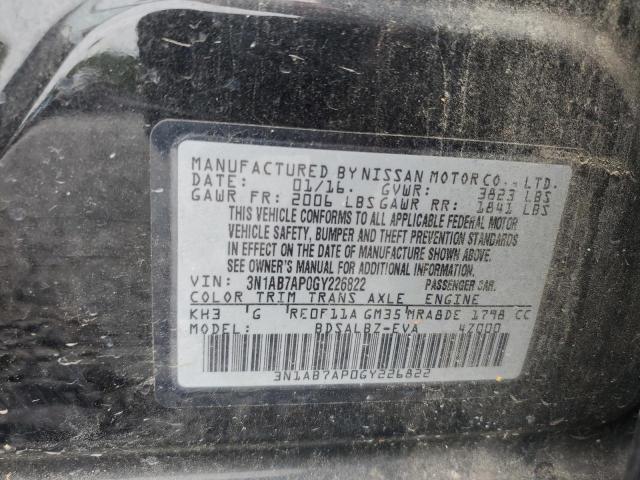 MANUFACTURED BY NISSAN MOTOR CO., LTD.
DATE: 01/16. GVWR: 3823 LBS
GAWR FR: 2006 LBS GAWR RR: 1841 LBS
THIS VEHICLE CONFORMS TO ALL APPLICABLE FEDERAL MOTOR
VEHICLE SAFETY, BUMPER AND THEFT PREVENTION STANDARDS
IN EFFECT ON THE DATE OF MANUFACTURE SHOWN ABOVE.
SEE OWNER'S MANUAL FOR ADDITIONAL INFORMATION.
VIN: 3N1AB7AP0GY226822 PASSENGER CAR.
COLOR TRIM TRANS AXLE ENGINE
KH3 G RE0F11A GM35 MRA8DE 1798 CC
MODEL: BDSALBZ-EVA 4Z000
3N1AB7AP0GY226822